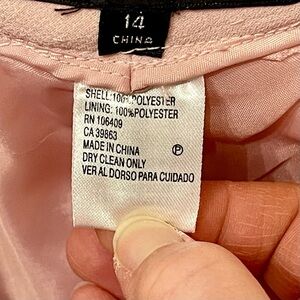 14
CHINA
SHELL: 100% POLYESTER
LINING: 100%POLYESTER
RN 106409
CA 39863
MADE IN CHINA
DRY CLEAN ONLY
P
VER AL DORSO PARA CUIDADO